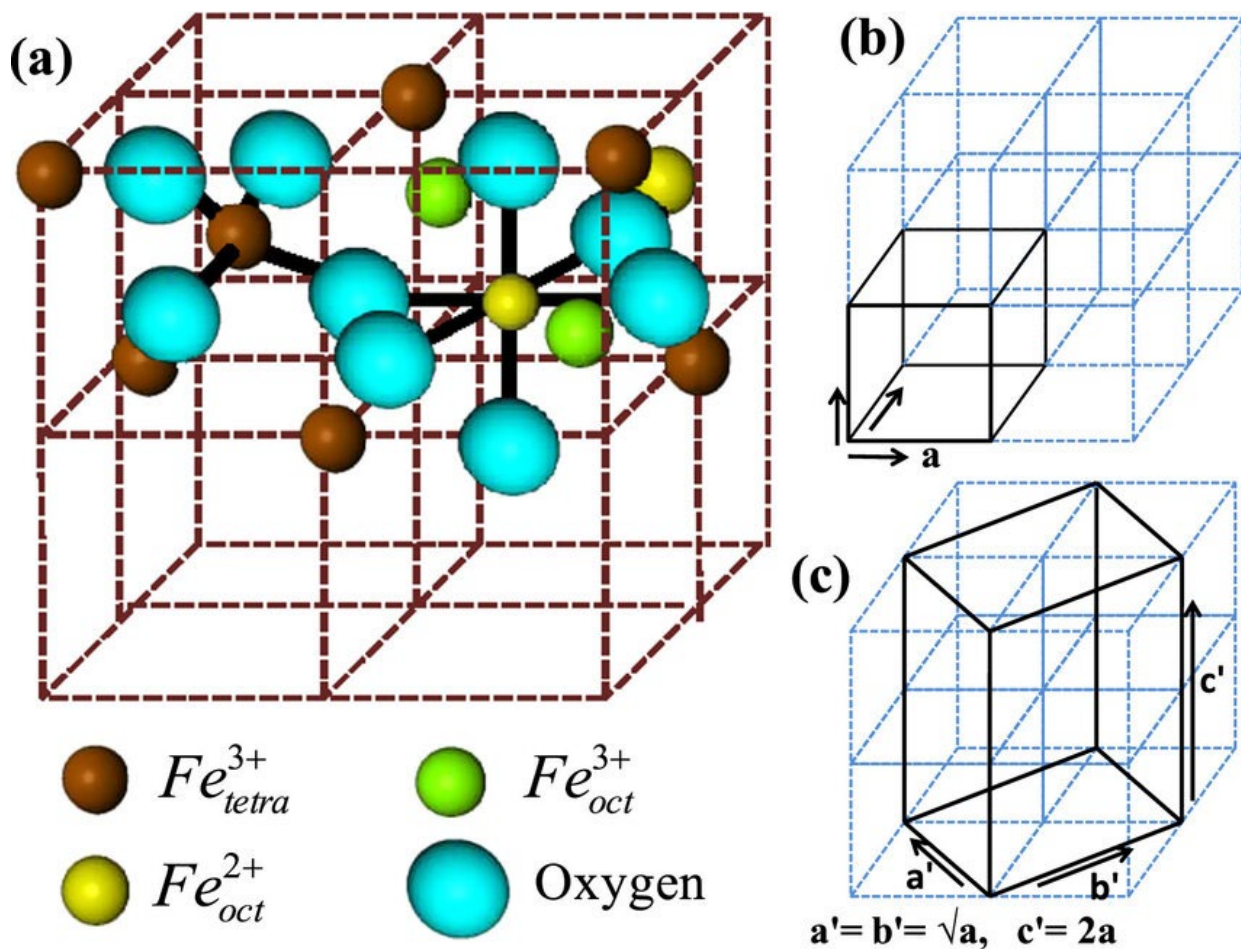 (a)
(b)
a
(c)
c'
a'
b'
a'= b'= √a, c'= 2a
Fe³⁺tetra
Fe³⁺oct
Fe²⁺oct
Oxygen